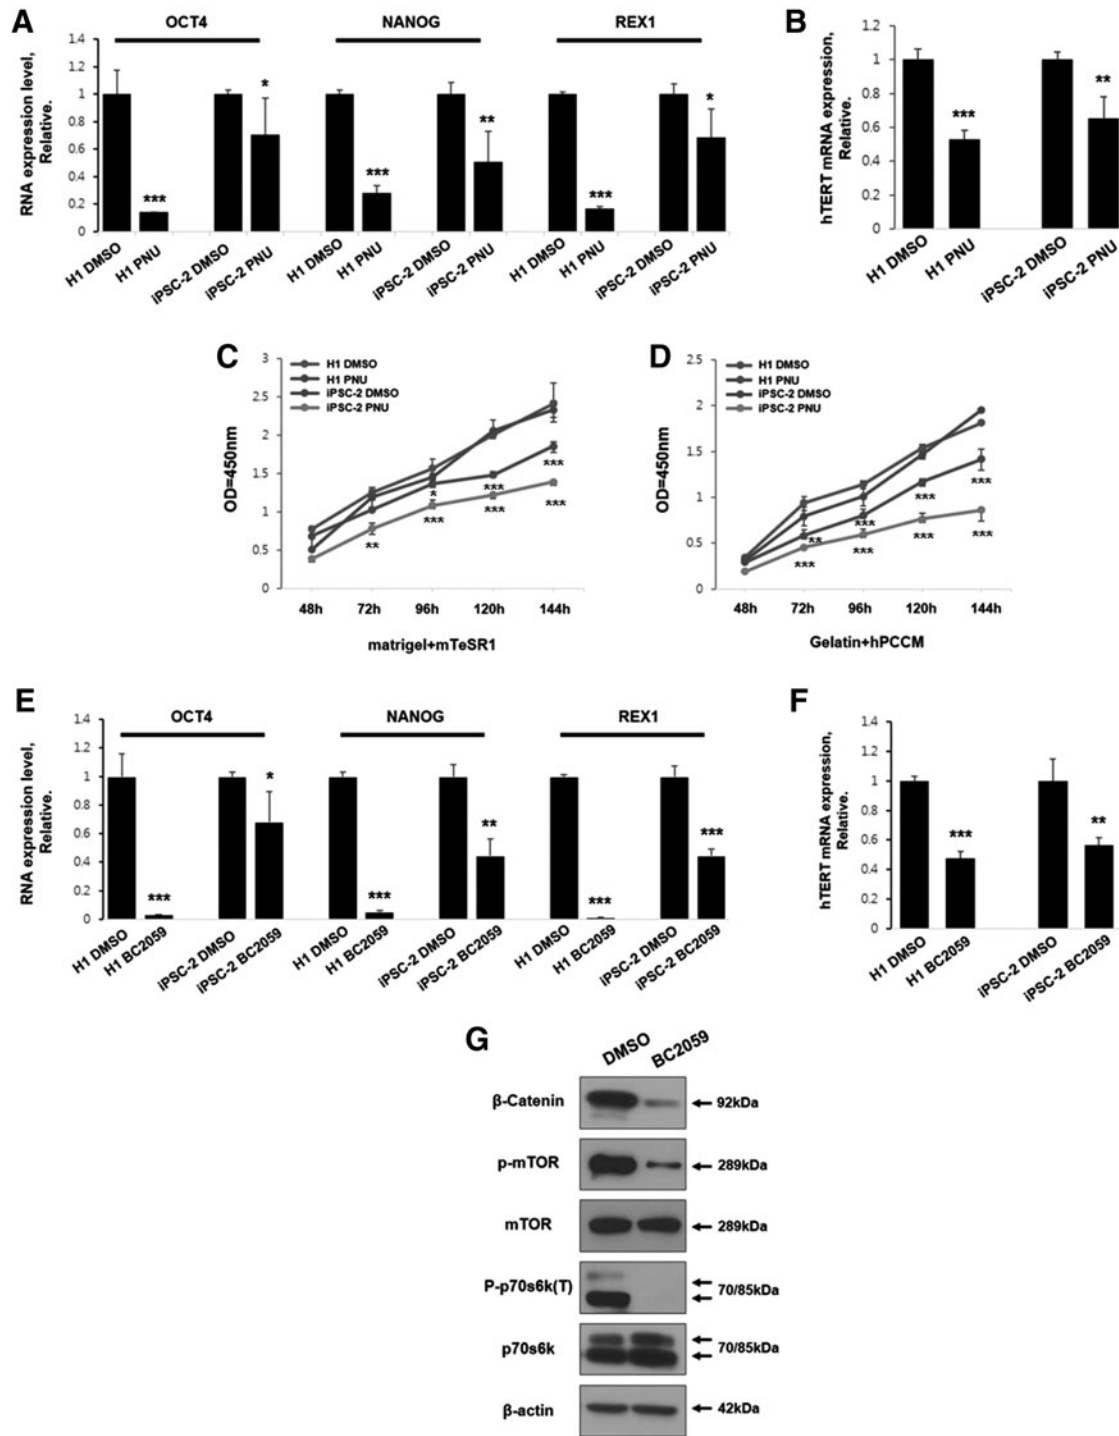 A
OCT4
NANOG
REX1
RNA expression level,
Relative.
1.4
1.2
1
0.8
0.6
0.4
0.2
0
***
*
***
**
***
*
H1 DMSO
H1 PNU
iPSC-2 DMSO
iPSC-2 PNU
H1 DMSO
H1 PNU
iPSC-2 DMSO
iPSC-2 PNU
H1 DMSO
H1 PNU
iPSC-2 DMSO
iPSC-2 PNU
B
hTERT mRNA expression,
Relative.
1.2
1
0.8
0.6
0.4
0.2
0
***
**
H1 DMSO
H1 PNU
iPSC-2 DMSO
iPSC-2 PNU
C
OD=450nm
3
2.5
2
1.5
1
0.5
0
H1 DMSO
H1 PNU
iPSC-2 DMSO
iPSC-2 PNU
**
*
***
***
***
***
***
48h 72h 96h 120h 144h
matrigel+mTeSR1
D
OD=450nm
2.5
2
1.5
1
0.5
0
H1 DMSO
H1 PNU
iPSC-2 DMSO
iPSC-2 PNU
**
***
***
***
***
***
***
***
48h 72h 96h 120h 144h
Gelatin+hPCCM
E
OCT4
NANOG
REX1
RNA expression level,
Relative.
1.4
1.2
1
0.8
0.6
0.4
0.2
0
***
*
***
**
***
***
H1 DMSO
H1 BC2059
iPSC-2 DMSO
iPSC-2 BC2059
H1 DMSO
H1 BC2059
iPSC-2 DMSO
iPSC-2 BC2059
H1 DMSO
H1 BC2059
iPSC-2 DMSO
iPSC-2 BC2059
F
hTERT mRNA expression,
Relative.
1.4
1.2
1
0.8
0.6
0.4
0.2
0
***
**
H1 DMSO
H1 BC2059
iPSC-2 DMSO
iPSC-2 BC2059
G
DMSO
BC2059
β-Catenin
92kDa
p-mTOR
289kDa
mTOR
289kDa
P-p70s6k(T)
70/85kDa
p70s6k
70/85kDa
β-actin
42kDa